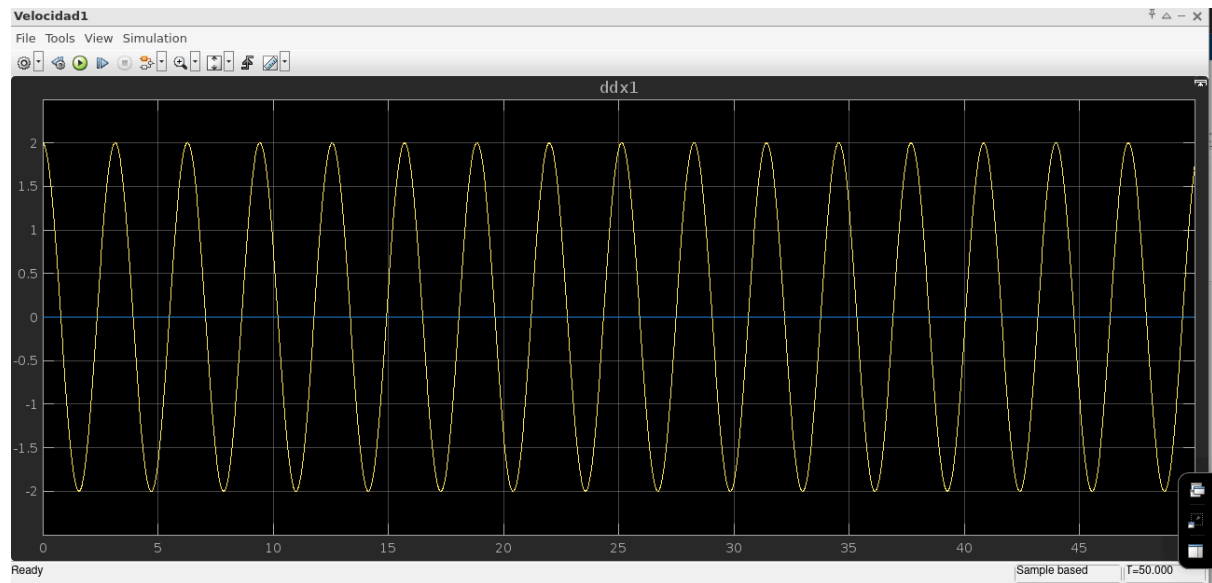 Velocidad1
File Tools View Simulation
ddx1
2
1.5
1
0.5
0
-0.5
-1
-1.5
-2
0 5 10 15 20 25 30 35 40 45
Ready Sample based T=50.000